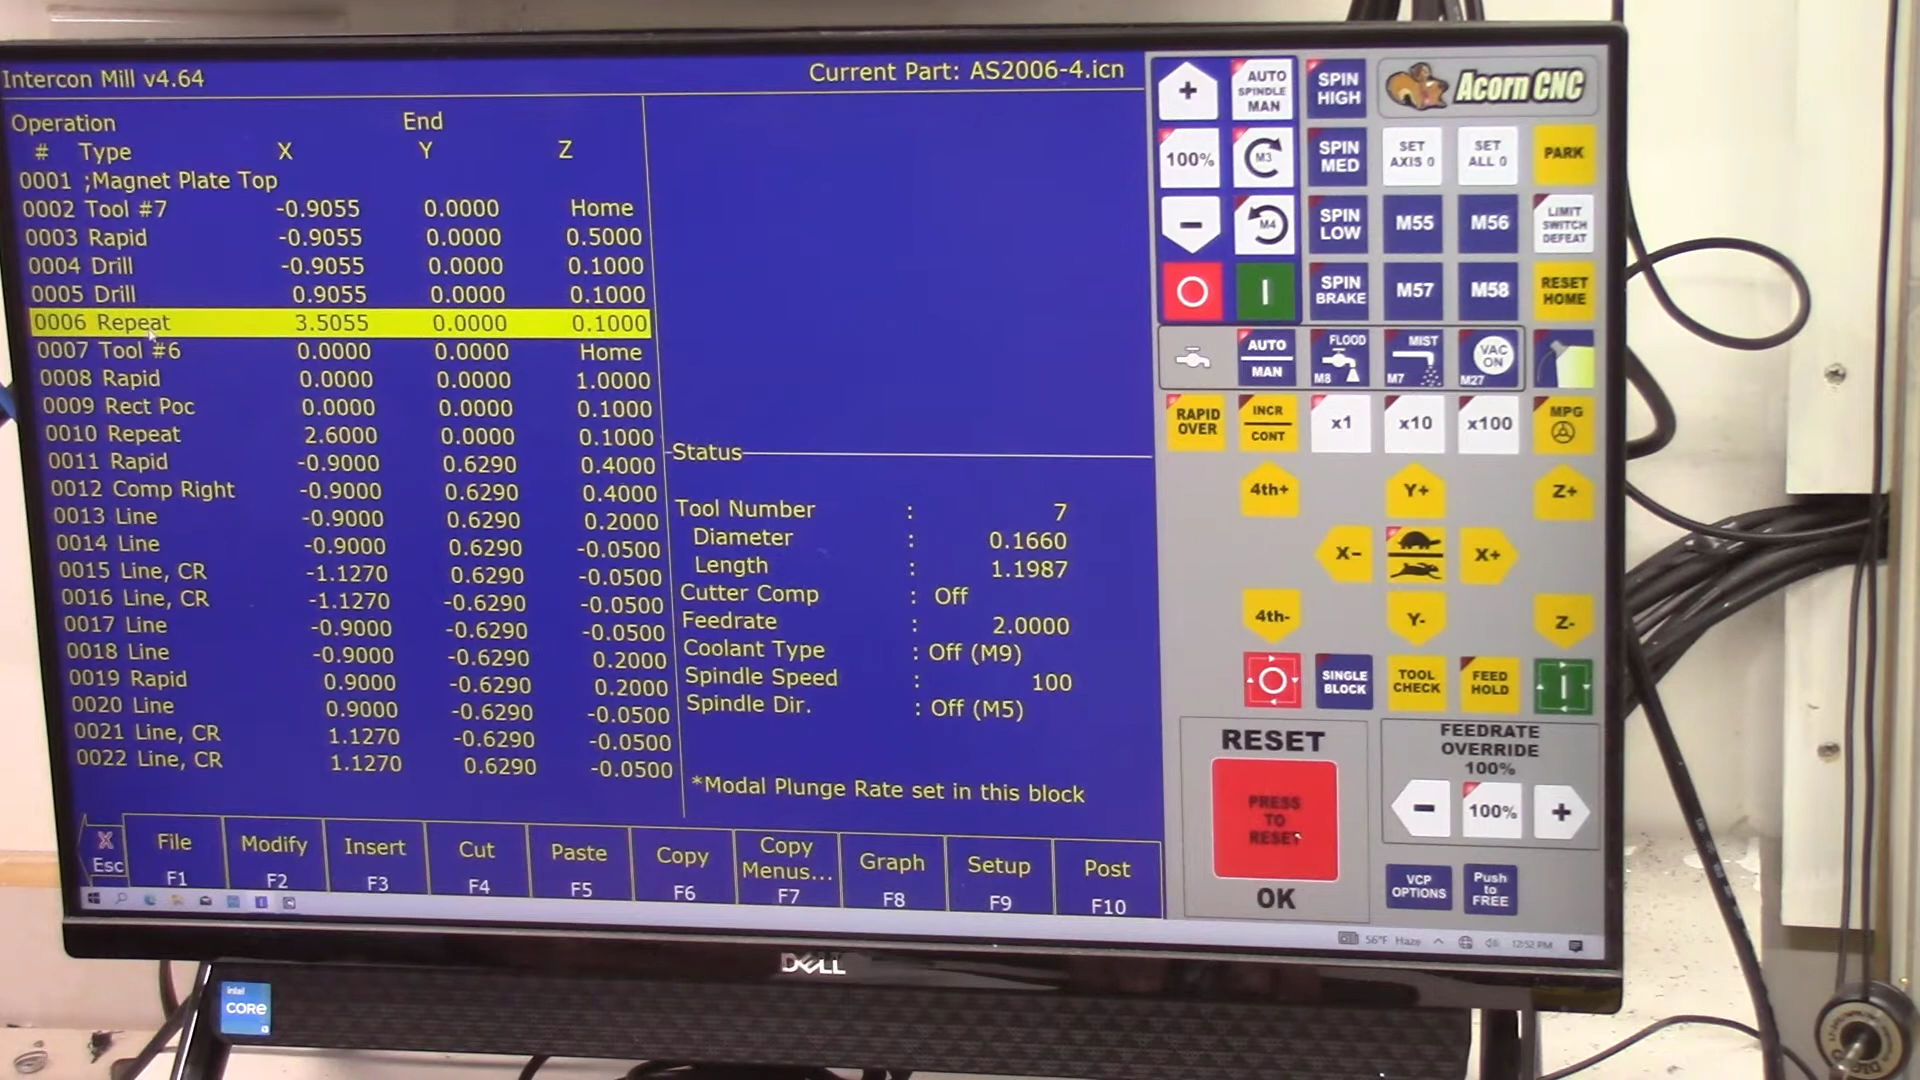 Intercon Mill v4.64
Current Part: AS2006-4.icn
Operation End
# Type X Y Z
0001 ;Magnet Plate Top
0002 Tool #7 -0.9055 0.0000 Home
0003 Rapid -0.9055 0.0000 0.5000
0004 Drill -0.9055 0.0000 0.1000
0005 Drill 0.9055 0.0000 0.1000
0006 Repeat 3.5055 0.0000 0.1000
0007 Tool #6 0.0000 0.0000 Home
0008 Rapid 0.0000 0.0000 1.0000
0009 Rect Poc 0.0000 0.0000 0.1000
0010 Repeat 2.6000 0.0000 0.1000
0011 Rapid -0.9000 0.6290 0.4000
0012 Comp Right -0.9000 0.6290 0.4000
0013 Line -0.9000 0.6290 0.2000
0014 Line -0.9000 0.6290 -0.0500
0015 Line, CR -1.1270 0.6290 -0.0500
0016 Line, CR -1.1270 -0.6290 -0.0500
0017 Line -0.9000 -0.6290 -0.0500
0018 Line -0.9000 -0.6290 0.2000
0019 Rapid 0.9000 -0.6290 0.2000
0020 Line 0.9000 -0.6290 -0.0500
0021 Line, CR 1.1270 -0.6290 -0.0500
0022 Line, CR 1.1270 0.6290 -0.0500
Status
Tool Number : 7
Diameter : 0.1660
Length : 1.1987
Cutter Comp : Off
Feedrate : 2.0000
Coolant Type : Off (M9)
Spindle Speed : 100
Spindle Dir. : Off (M5)
*Modal Plunge Rate set in this block
X File Modify Insert Cut Paste Copy Copy Menus... Graph Setup Post
Esc F1 F2 F3 F4 F5 F6 F7 F8 F9 F10
+ AUTO SPINDLE MAN SPIN HIGH Acorn CNC
100% M3 SPIN MED SET AXIS 0 SET ALL 0 PARK
- M4 SPIN LOW M55 M56 LIMIT SWITCH DEFEAT
SPIN BRAKE M57 M58 RESET HOME
AUTO MAN FLOOD M8 MIST M7 VAC ON M27
RAPID OVER INCR CONT x1 x10 x100 MPG
4th+ Y+ Z+
X- X+
4th- Y- Z-
SINGLE BLOCK TOOL CHECK FEED HOLD
RESET
PRESS TO RESET
OK
FEEDRATE OVERRIDE
100%
- 100% +
VCP OPTIONS Push to FREE
56°F Haze 12:52 PM
DELL
intel
CORE
i3